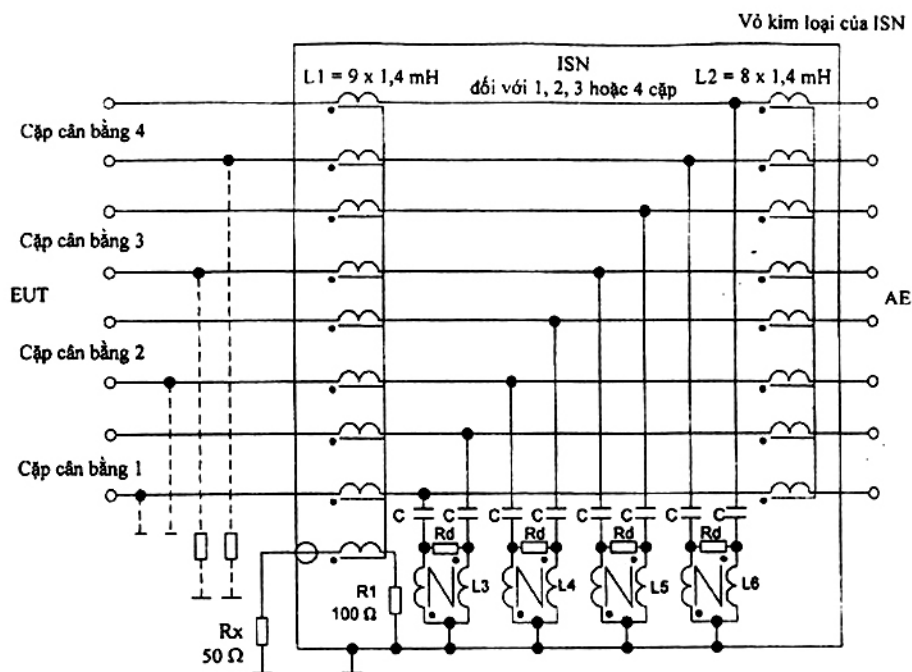 Vỏ kim loại của ISN
L1 = 9 x 1,4 mH
ISN
đối với 1, 2, 3 hoặc 4 cặp
L2 = 8 x 1,4 mH
Cặp cân bằng 4
Cặp cân bằng 3
EUT
AE
Cặp cân bằng 2
Cặp cân bằng 1
C C C C C C C C
Rd Rd Rd Rd
L3 L4 L5 L6
R1
100 Ω
Rx
50 Ω